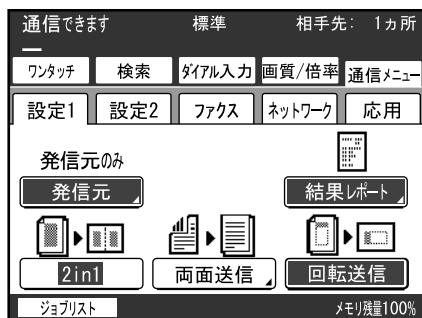 通信できます 標準 相手先: 1ヵ所
ワンタッチ 検索 ダイアル入力 画質/倍率 通信メニュー
設定1 設定2 ファクス ネットワーク 応用
発信元のみ
発信元 結果レポート
2in1 両面送信 回転送信
ジョブリスト メモリ残量100%